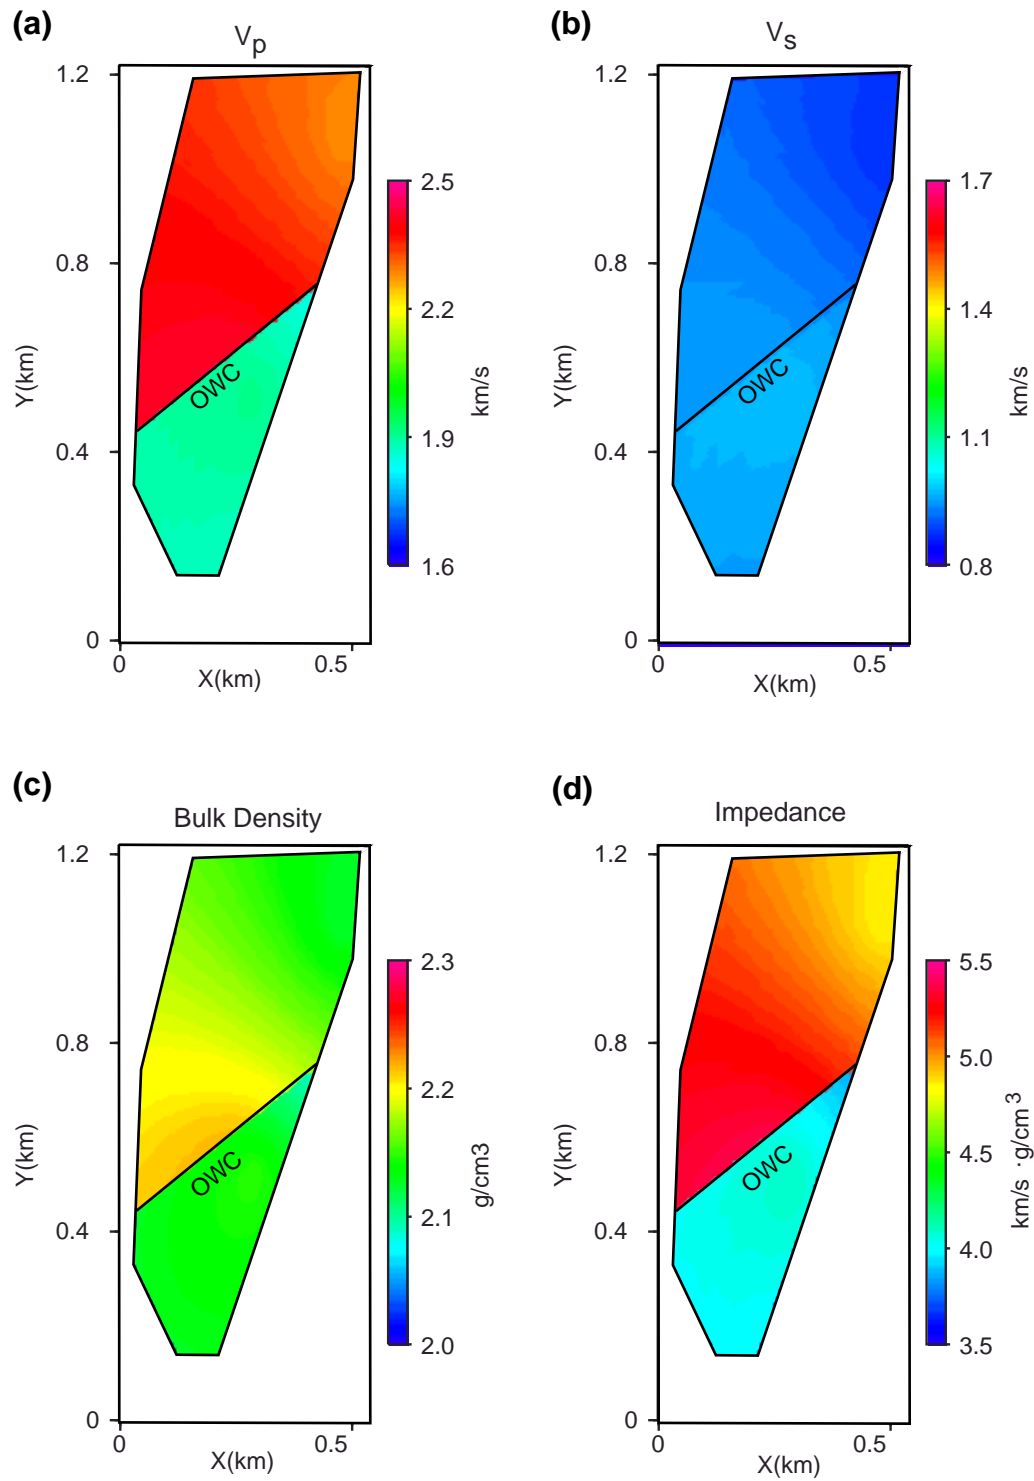 (a)
Vp
1.2
0.8
0.4
0
Y(km)
0
0.5
X(km)
OWC
2.5
2.2
1.9
1.6
km/s
(b)
Vs
1.2
0.8
0.4
0
Y(km)
0
0.5
X(km)
OWC
1.7
1.4
1.1
0.8
km/s
(c)
Bulk Density
1.2
0.8
0.4
0
Y(km)
0
0.5
X(km)
OWC
2.3
2.2
2.1
2.0
g/cm3
(d)
Impedance
1.2
0.8
0.4
0
Y(km)
0
0.5
X(km)
OWC
5.5
5.0
4.5
4.0
3.5
km/s ·g/cm³